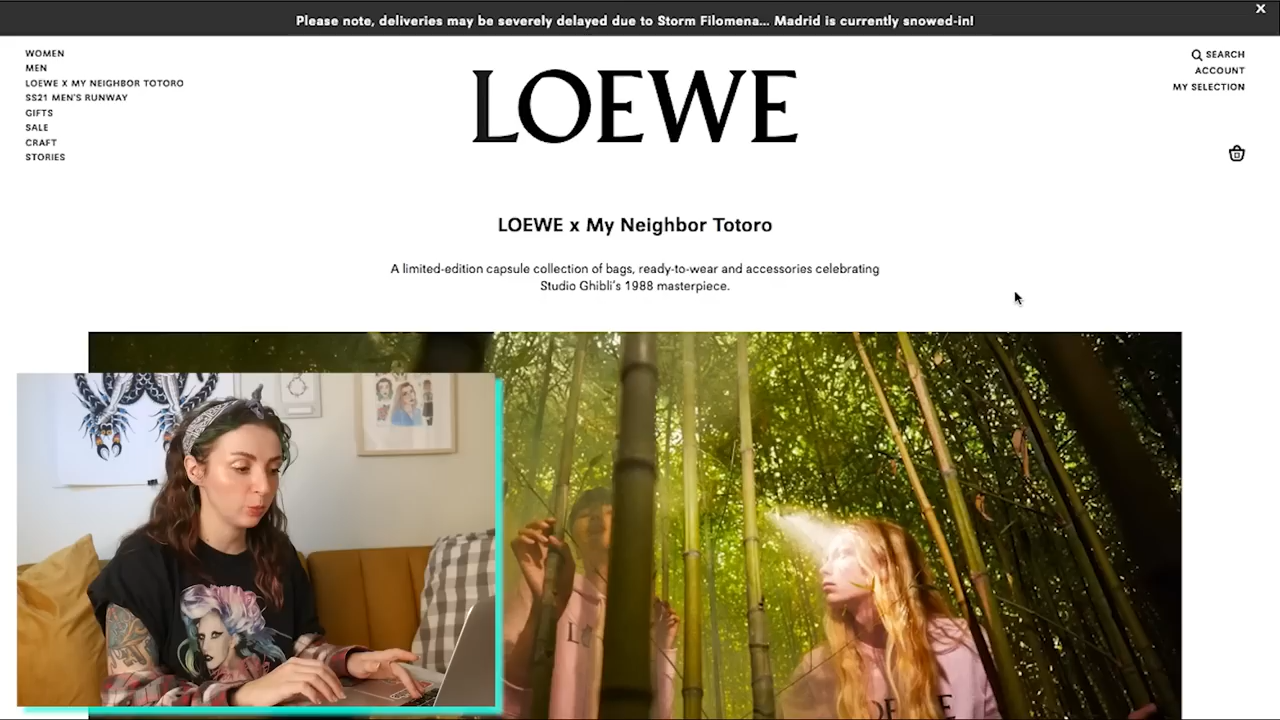 Please note, deliveries may be severely delayed due to Storm Filomena... Madrid is currently snowed-in!
X
WOMEN
MEN
LOEWE X MY NEIGHBOR TOTORO
SS21 MEN'S RUNWAY
GIFTS
SALE
CRAFT
STORIES
LOEWE
SEARCH
ACCOUNT
MY SELECTION
0
LOEWE x My Neighbor Totoro
A limited-edition capsule collection of bags, ready-to-wear and accessories celebrating
Studio Ghibli's 1988 masterpiece.